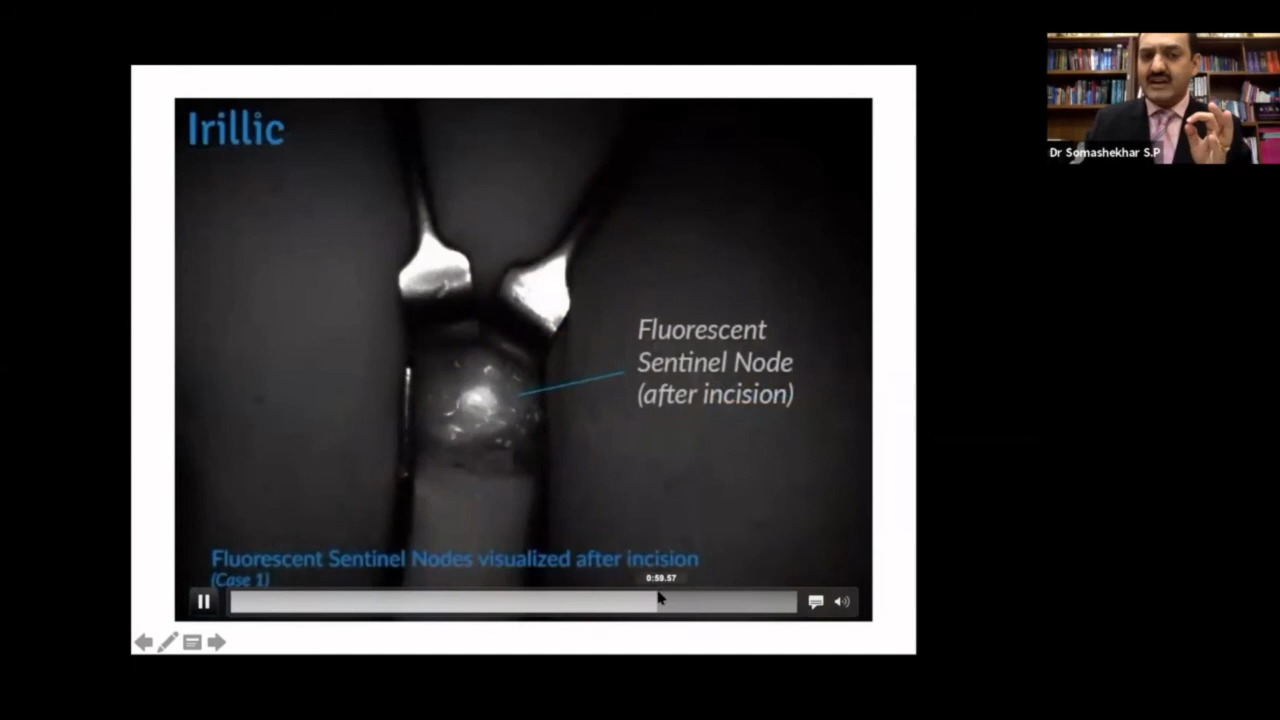 Irillic
Dr Somashekhar S.P
Fluorescent
Sentinel Node
(after incision)
Fluorescent Sentinel Nodes visualized after incision
(Case 1)
0:59.57